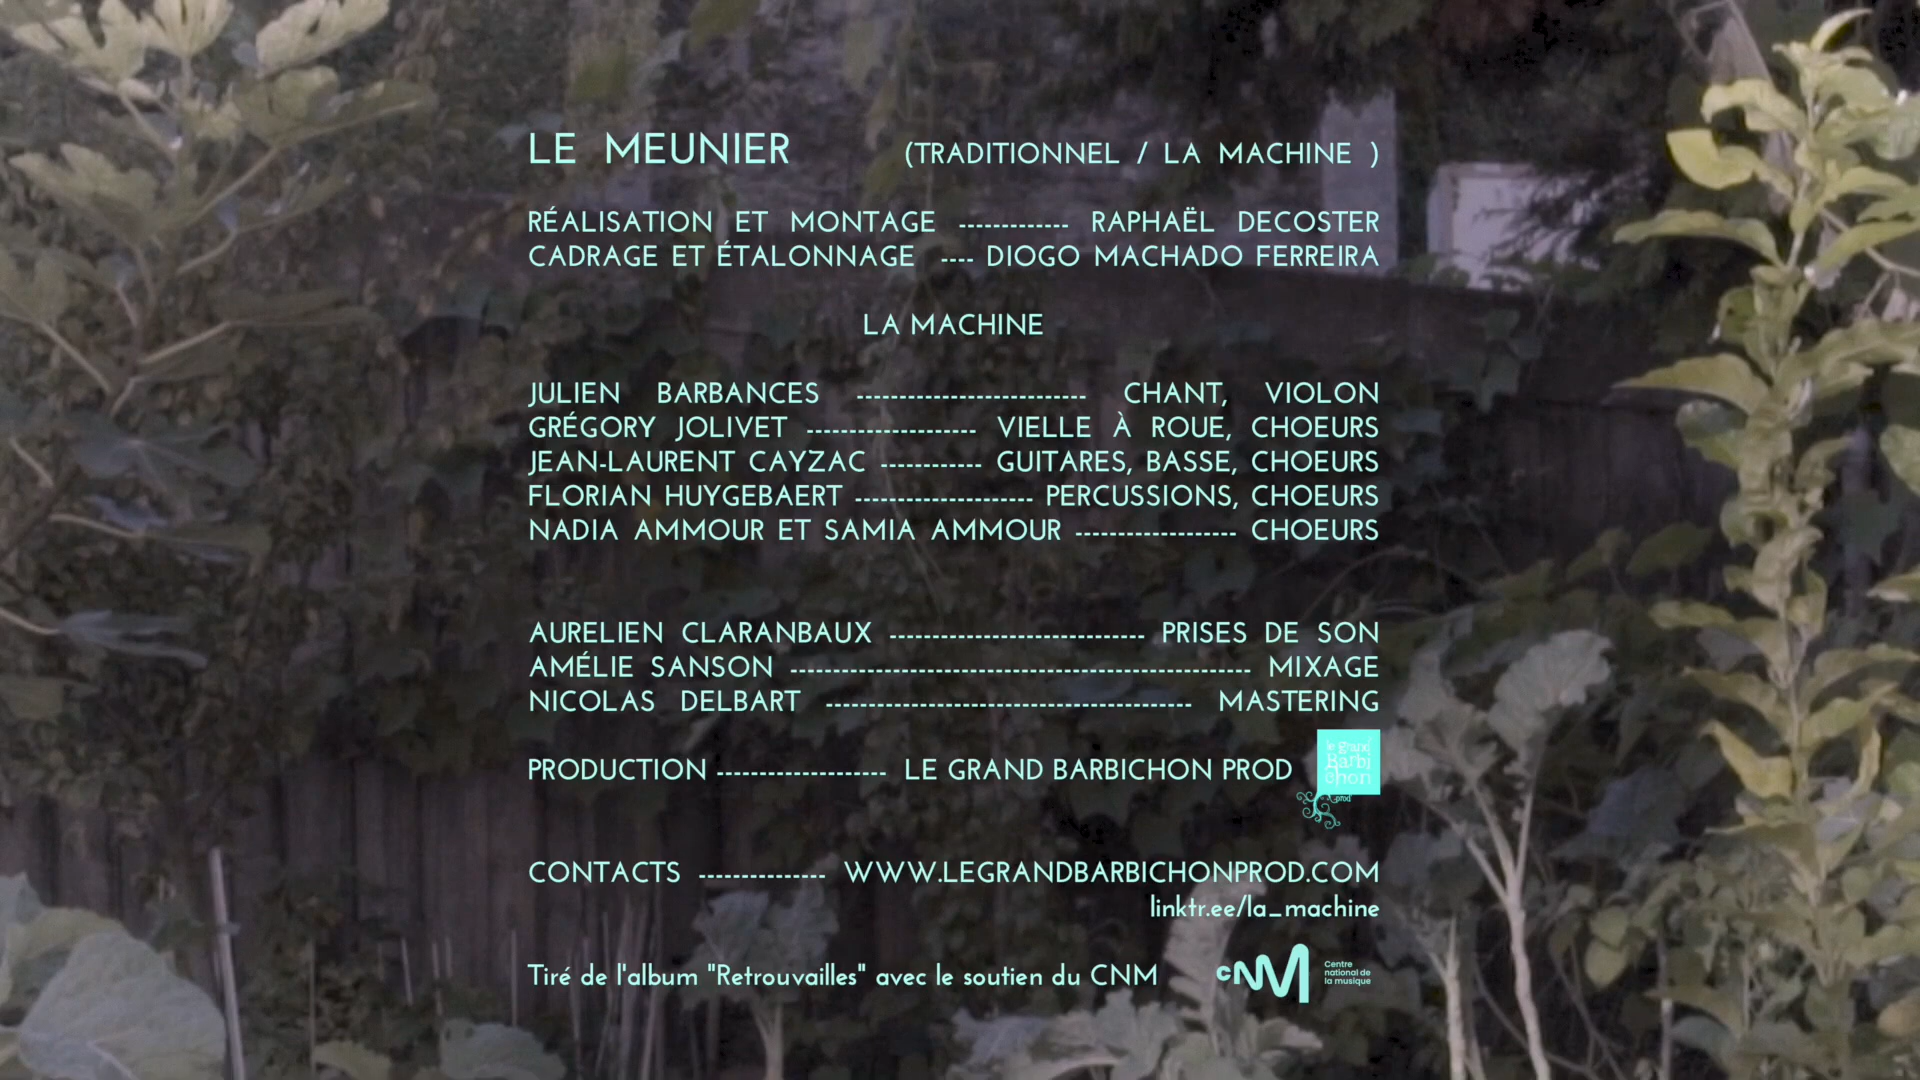 LE MEUNIER (TRADITIONNEL / LA MACHINE )
RÉALISATION ET MONTAGE ------------- RAPHAËL DECOSTER
CADRAGE ET ÉTALONNAGE ---- DIOGO MACHADO FERREIRA
LA MACHINE
JULIEN BARBANCES --------------------------- CHANT, VIOLON
GRÉGORY JOLIVET -------------------- VIELLE À ROUE, CHOEURS
JEAN-LAURENT CAYZAC ------------ GUITARES, BASSE, CHOEURS
FLORIAN HUYGEBAERT --------------------- PERCUSSIONS, CHOEURS
NADIA AMMOUR ET SAMIA AMMOUR ------------------- CHOEURS
AURELIEN CLARANBAUX ------------------------------ PRISES DE SON
AMÉLIE SANSON ------------------------------------------------------ MIXAGE
NICOLAS DELBART ------------------------------------------- MASTERING
PRODUCTION -------------------- LE GRAND BARBICHON PROD
le grand
Barbi
chon
.prod
CONTACTS --------------- WWW.LEGRANDBARBICHONPROD.COM
linktr.ee/la_machine
Tiré de l'album "Retrouvailles" avec le soutien du CNM
CNM
Centre
national de
la musique